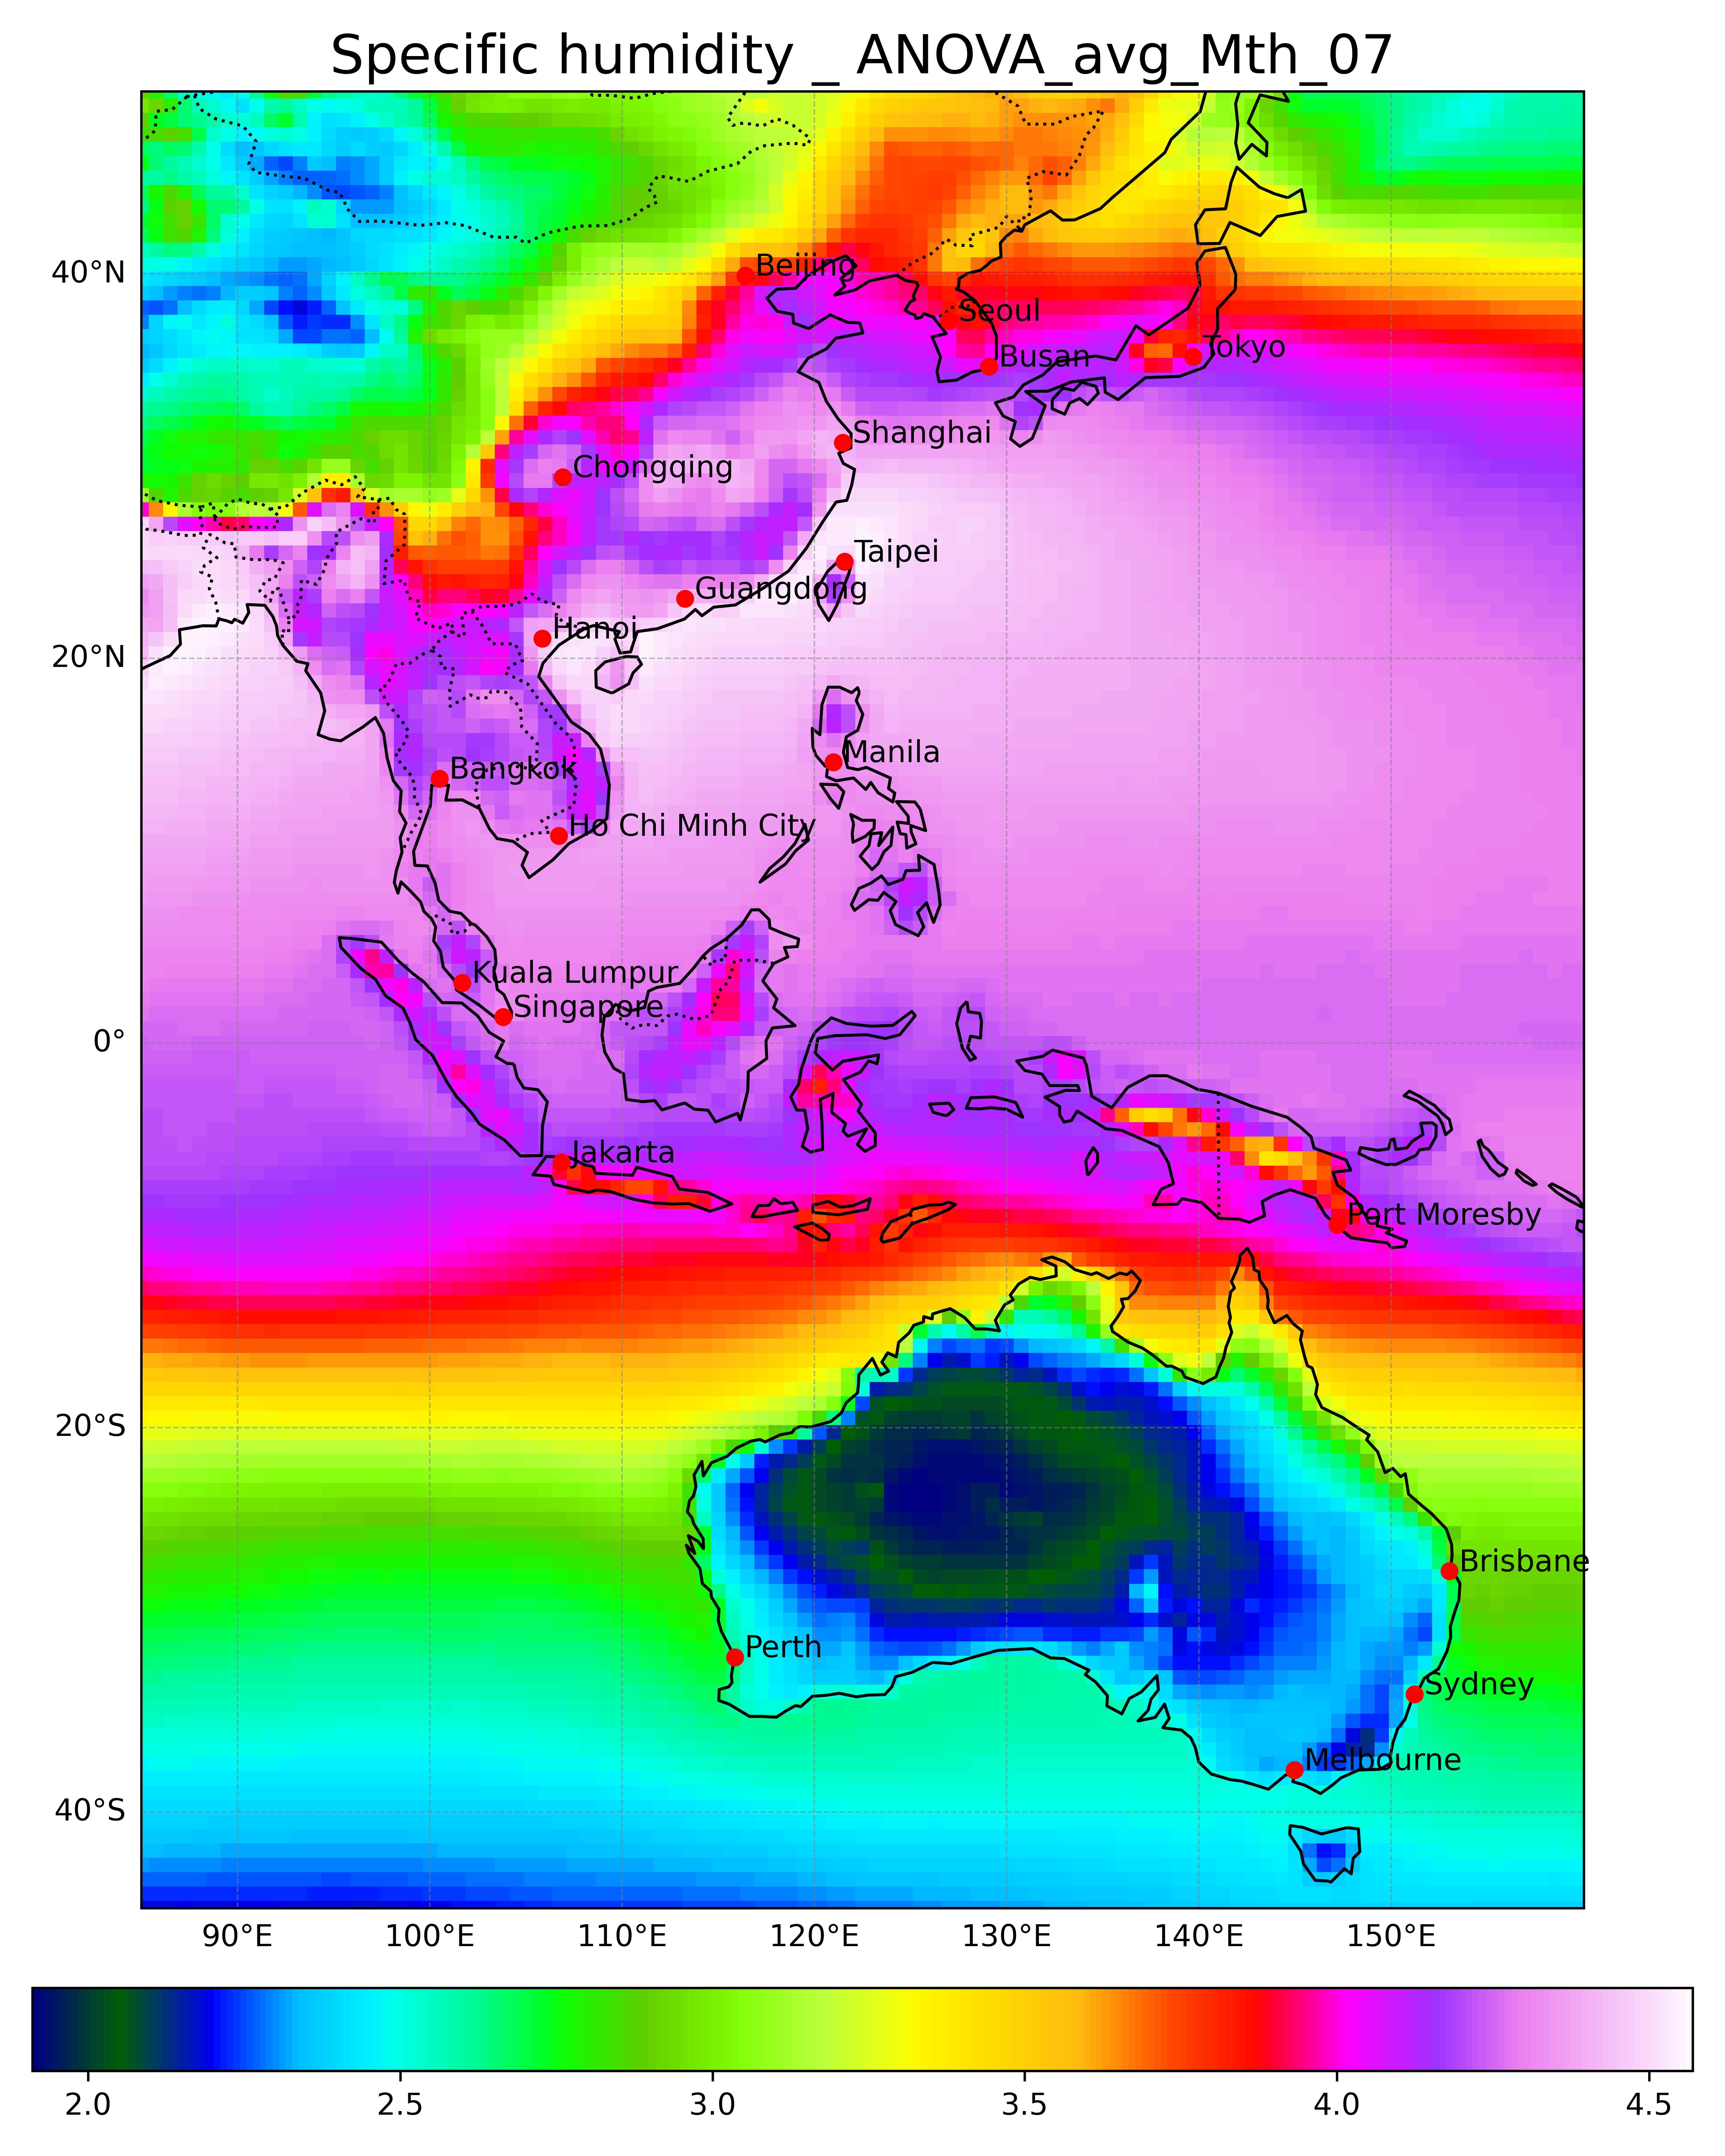 Specific humidity _ ANOVA_avg_Mth_07
40°N
20°N
0°
20°S
40°S
Beijing
Seoul
Busan
Tokyo
Shanghai
Chongqing
Taipei
Guangdong
Hanoi
Manila
Bangkok
Ho Chi Minh City
Kuala Lumpur
Singapore
Jakarta
Port Moresby
Brisbane
Perth
Sydney
Melbourne
90°E 100°E 110°E 120°E 130°E 140°E 150°E
2.0 2.5 3.0 3.5 4.0 4.5